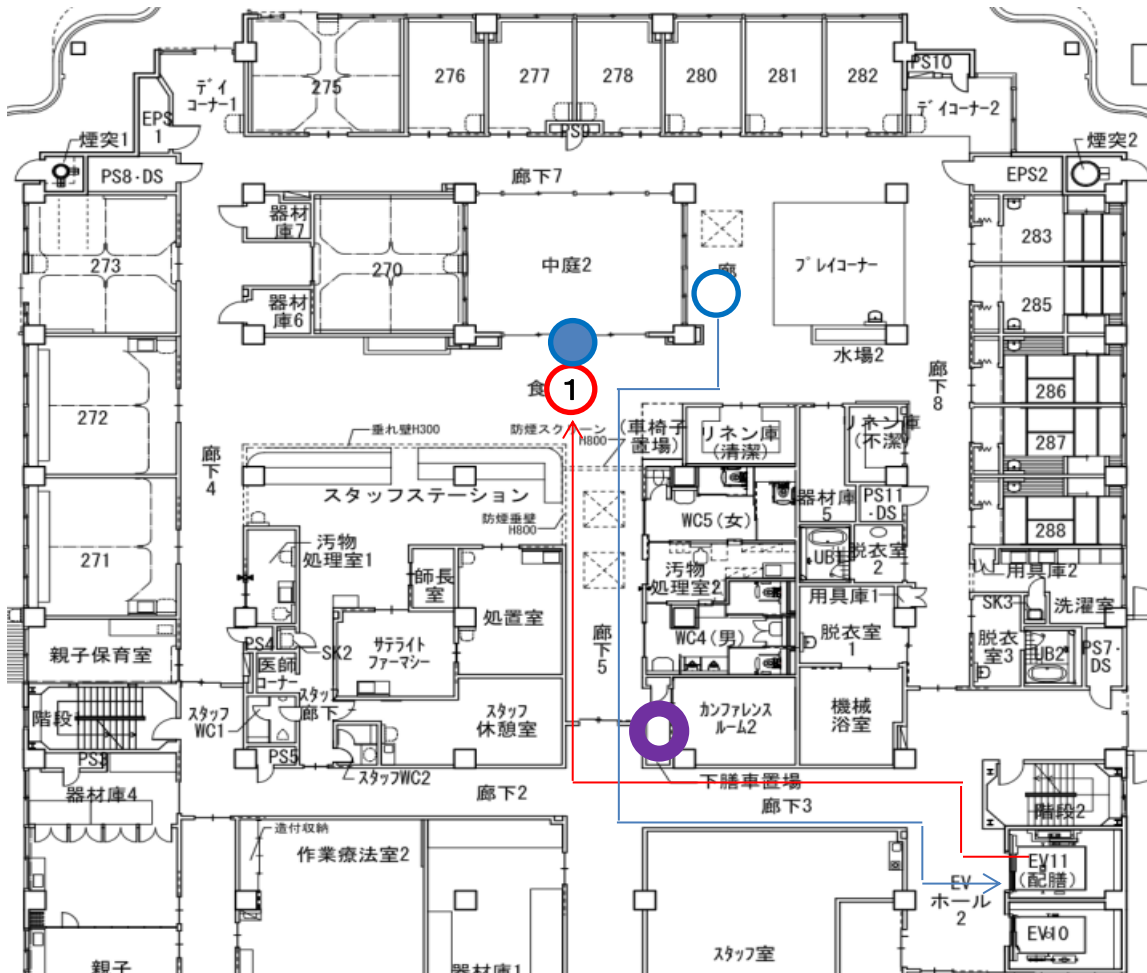 275
276
277
278
280
281
282
PS10
デイ
コーナー1
デイコーナー2
EPS
1
PS9
煙突1
煙突2
PS8・DS
廊下7
EPS2
器材
庫7
283
273
270
中庭2
廊
プレイコーナー
285
器材
庫6
水場2
272
食
1
廊下8
286
垂れ壁H300
防煙スクリーン
H800
(車椅子
置場)
リネン庫
(清潔)
リネン庫
(不潔)
287
廊下4
スタッフステーション
器材庫
5
PS11
・DS
防煙垂壁
H800
WC5(女)
288
271
汚物
処理室1
師長
室
処置室
汚物
処理室2
UB1
脱衣室
2
用具庫2
用具庫1
SK3
洗濯室
廊下5
親子保育室
PS4
SK2
サテライト
ファーマシー
WC4(男)
脱衣室
1
脱衣
室3
UB2
PS7・
DS
医師
コーナー
スタッフ
廊下
階段1
スタッフ
WC1
スタッフ
休憩室
カンファレンス
ルーム2
機械
浴室
PS3
PS5
スタッフWC2
下膳車置場
器材庫4
廊下2
廊下3
階段2
造付収納
作業療法室2
EV11
(配膳)
EV
ホール
2
EV10
親子
器材庫1
スタッフ室